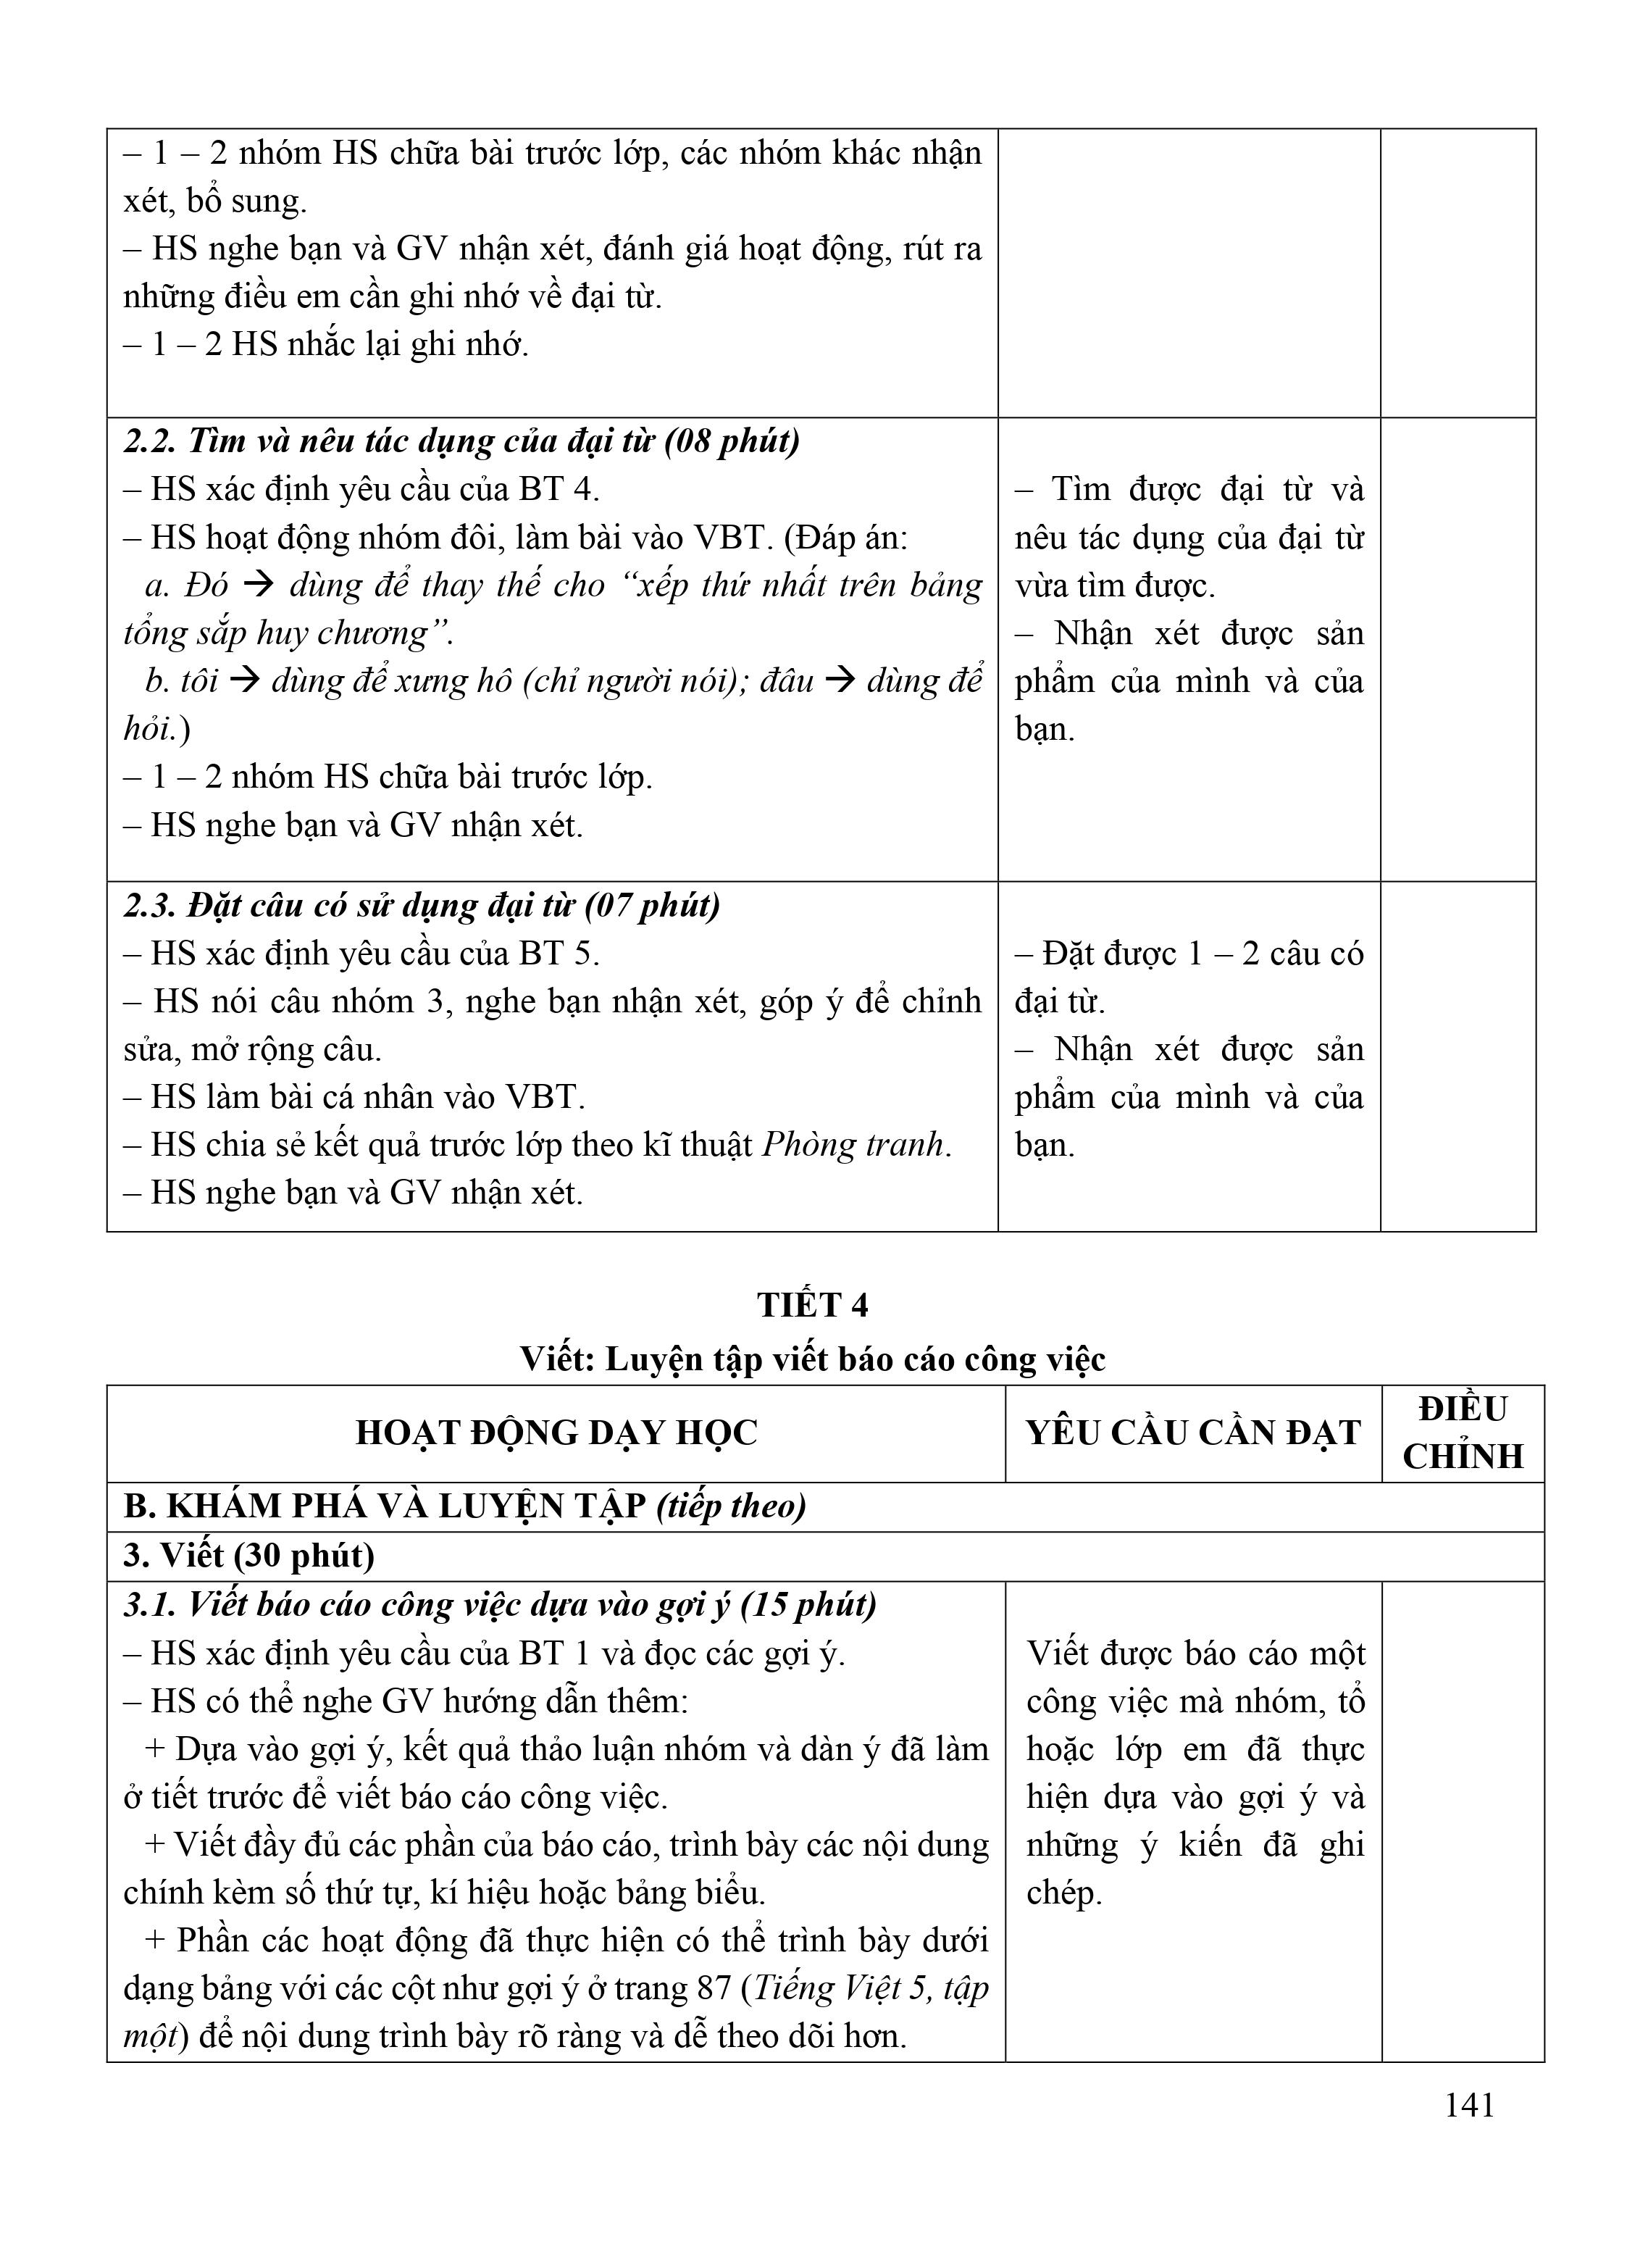 – 1 – 2 nhóm HS chữa bài trước lớp, các nhóm khác nhận
xét, bổ sung.
– HS nghe bạn và GV nhận xét, đánh giá hoạt động, rút ra
những điều em cần ghi nhớ về đại từ.
– 1 – 2 HS nhắc lại ghi nhớ.
2.2. Tìm và nêu tác dụng của đại từ (08 phút)
– HS xác định yêu cầu của BT 4.
– HS hoạt động nhóm đôi, làm bài vào VBT. (Đáp án:
a. Đó → dùng để thay thế cho “xếp thứ nhất trên bảng
tổng sắp huy chương”.
b. tôi → dùng để xưng hô (chỉ người nói); đâu → dùng để
hỏi.)
– 1 – 2 nhóm HS chữa bài trước lớp.
– HS nghe bạn và GV nhận xét.
– Tìm được đại từ và
nêu tác dụng của đại từ
vừa tìm được.
– Nhận xét được sản
phẩm của mình và của
bạn.
2.3. Đặt câu có sử dụng đại từ (07 phút)
– HS xác định yêu cầu của BT 5.
– HS nói câu nhóm 3, nghe bạn nhận xét, góp ý để chỉnh
sửa, mở rộng câu.
– HS làm bài cá nhân vào VBT.
– HS chia sẻ kết quả trước lớp theo kĩ thuật Phòng tranh.
– HS nghe bạn và GV nhận xét.
– Đặt được 1 – 2 câu có
đại từ.
– Nhận xét được sản
phẩm của mình và của
bạn.
TIẾT 4
Viết: Luyện tập viết báo cáo công việc
HOẠT ĐỘNG DẠY HỌC
YÊU CẦU CẦN ĐẠT
ĐIỀU
CHỈNH
B. KHÁM PHÁ VÀ LUYỆN TẬP (tiếp theo)
3. Viết (30 phút)
3.1. Viết báo cáo công việc dựa vào gợi ý (15 phút)
– HS xác định yêu cầu của BT 1 và đọc các gợi ý.
– HS có thể nghe GV hướng dẫn thêm:
+ Dựa vào gợi ý, kết quả thảo luận nhóm và dàn ý đã làm
ở tiết trước để viết báo cáo công việc.
+ Viết đầy đủ các phần của báo cáo, trình bày các nội dung
chính kèm số thứ tự, kí hiệu hoặc bảng biểu.
+ Phần các hoạt động đã thực hiện có thể trình bày dưới
dạng bảng với các cột như gợi ý ở trang 87 (Tiếng Việt 5, tập
một) để nội dung trình bày rõ ràng và dễ theo dõi hơn.
Viết được báo cáo một
công việc mà nhóm, tổ
hoặc lớp em đã thực
hiện dựa vào gợi ý và
những ý kiến đã ghi
chép.
141